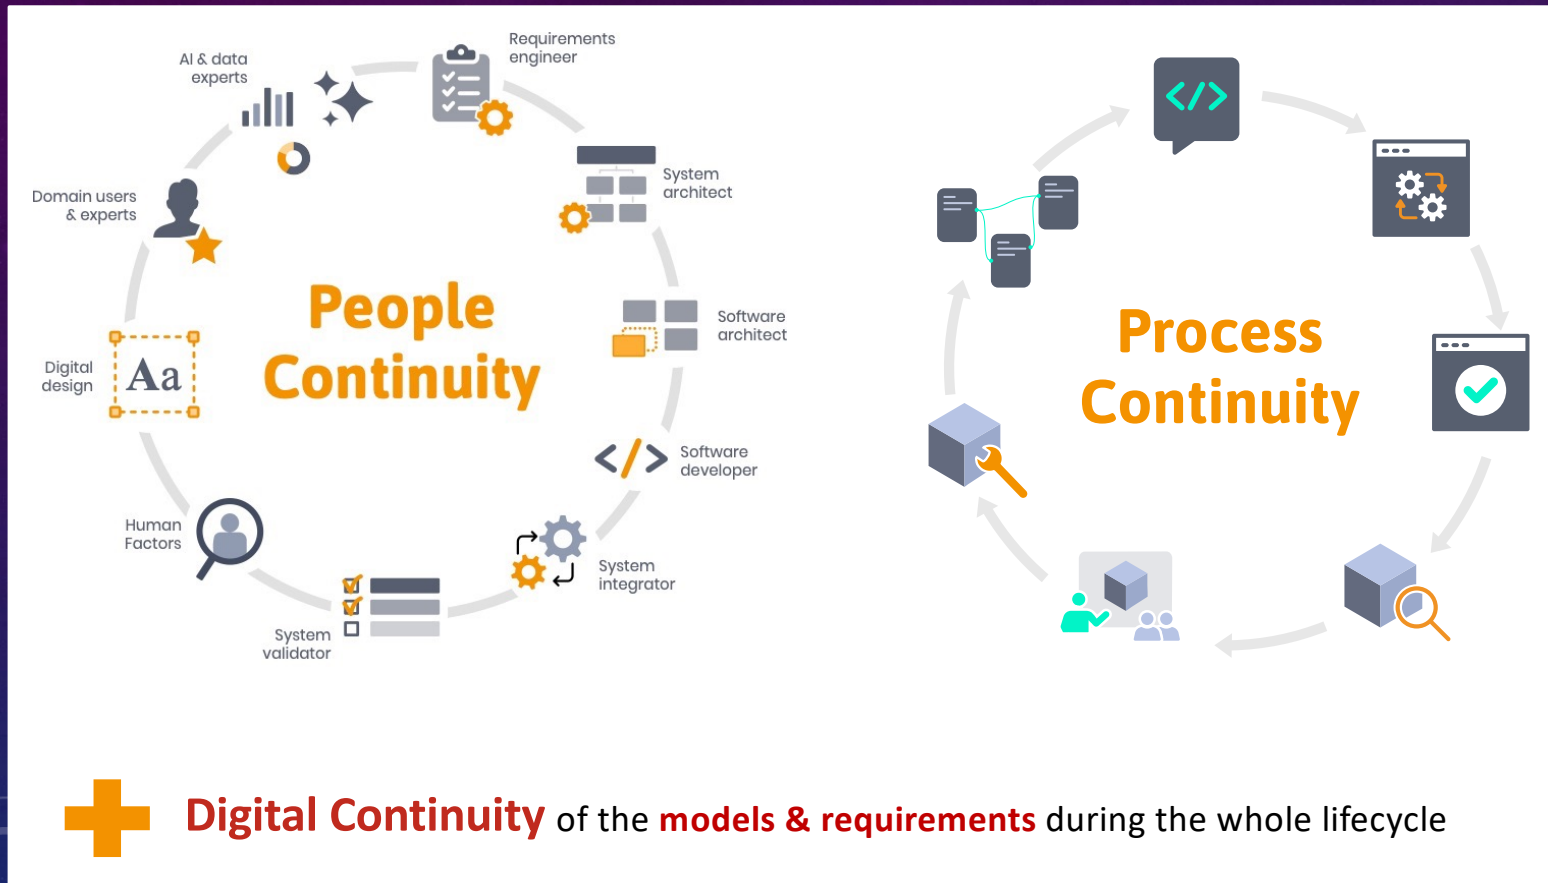 Requirements
engineer
AI & data
experts
System
architect
Domain users
& experts
People
Continuity
Software
architect
Digital
design
Aa
Software
developer
Human
Factors
System
integrator
System
validator
</>
Process
Continuity
Digital Continuity of the models & requirements during the whole lifecycle